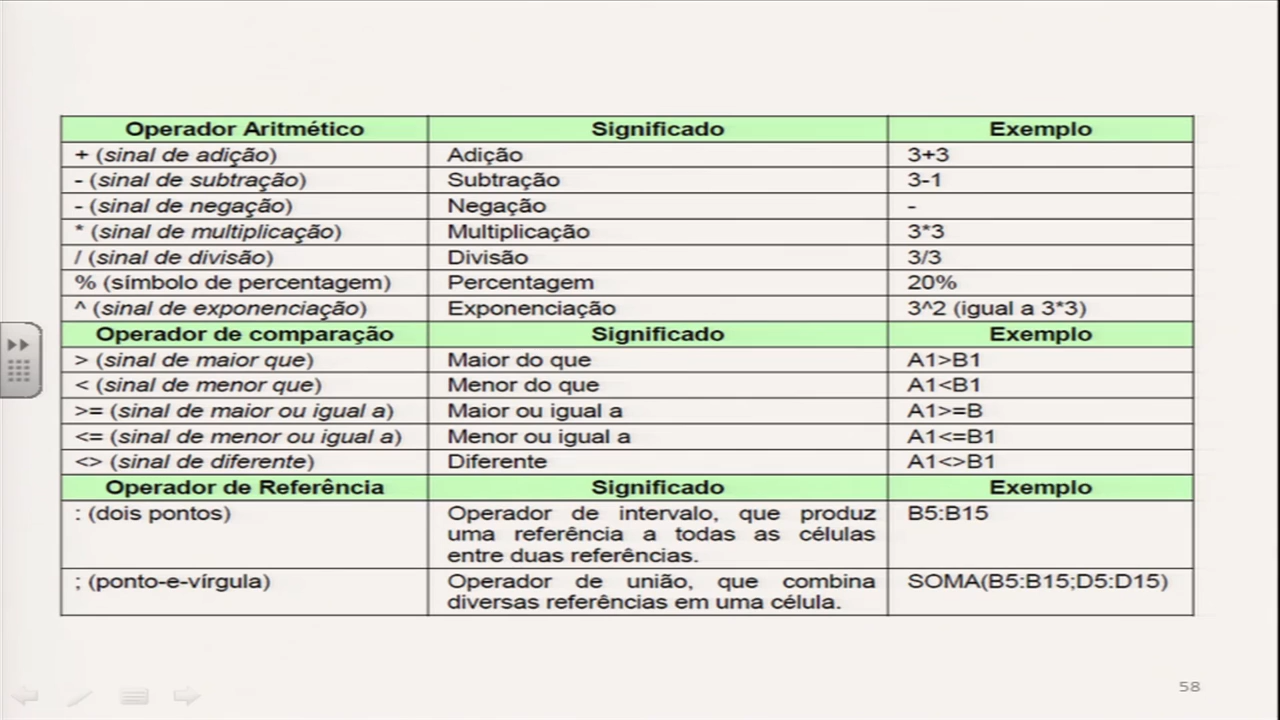 Operador Aritmético Significado Exemplo
+ (sinal de adição) Adição 3+3
- (sinal de subtração) Subtração 3-1
- (sinal de negação) Negação -
* (sinal de multiplicação) Multiplicação 3*3
/ (sinal de divisão) Divisão 3/3
% (símbolo de percentagem) Percentagem 20%
^ (sinal de exponenciação) Exponenciação 3^2 (igual a 3*3)
Operador de comparação Significado Exemplo
> (sinal de maior que) Maior do que A1>B1
< (sinal de menor que) Menor do que A1<B1
>= (sinal de maior ou igual a) Maior ou igual a A1>=B
<= (sinal de menor ou igual a) Menor ou igual a A1<=B1
<> (sinal de diferente) Diferente A1<>B1
Operador de Referência Significado Exemplo
: (dois pontos) Operador de intervalo, que produz B5:B15
uma referência a todas as células
entre duas referências.
; (ponto-e-vírgula) Operador de união, que combina SOMA(B5:B15;D5:D15)
diversas referências em uma célula.
58